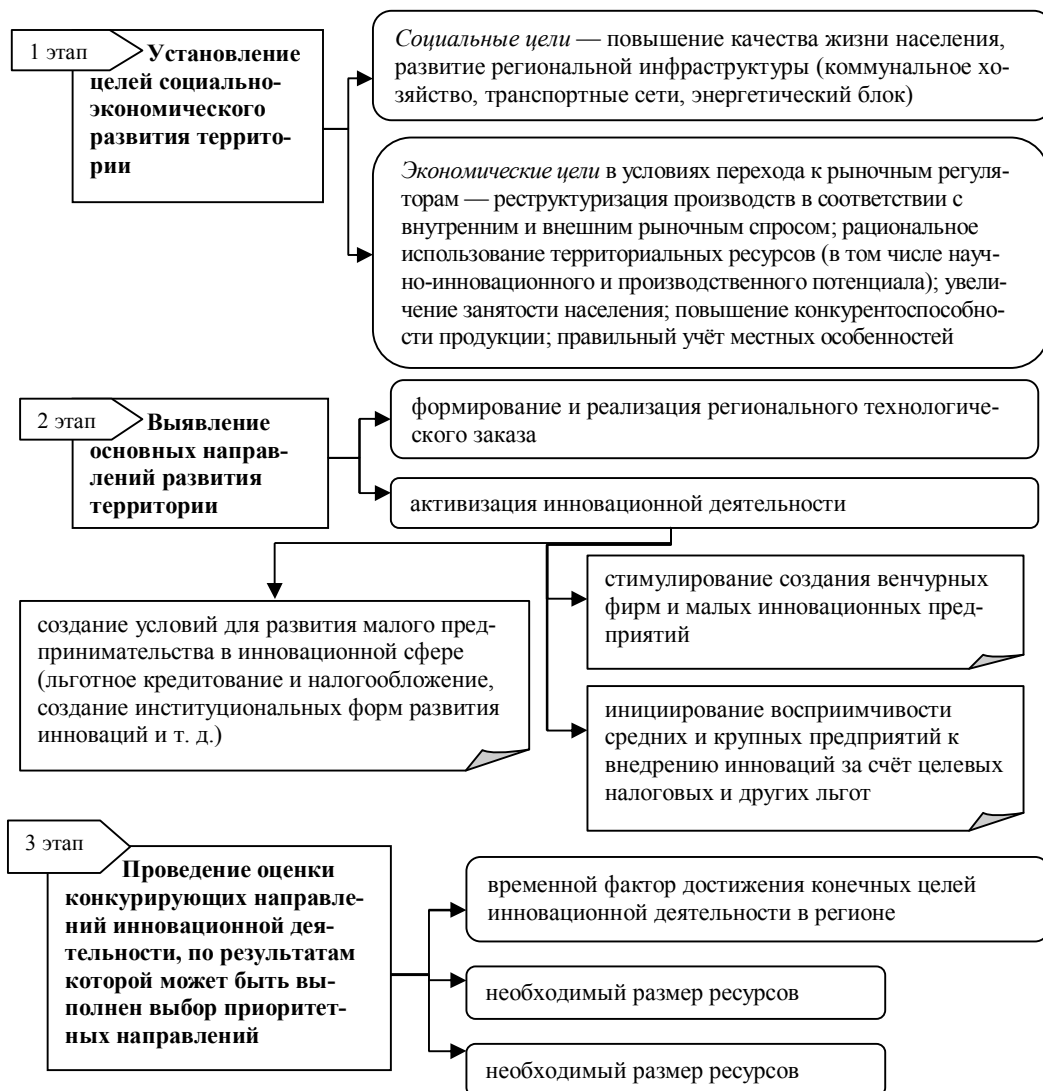 1 этап
Установление
целей социально-
экономического
развития террито-
рии
Социальные цели — повышение качества жизни населения,
развитие региональной инфраструктуры (коммунальное хо-
зяйство, транспортные сети, энергетический блок)
Экономические цели в условиях перехода к рыночным регуля-
торам — реструктуризация производств в соответствии с
внутренним и внешним рыночным спросом; рациональное
использование территориальных ресурсов (в том числе науч-
но-инновационного и производственного потенциала); увели-
чение занятости населения; повышение конкурентоспособно-
сти продукции; правильный учёт местных особенностей
2 этап
Выявление
основных направ-
лений развития
территории
формирование и реализация регионального технологиче-
ского заказа
активизация инновационной деятельности
создание условий для развития малого пред-
принимательства в инновационной сфере
(льготное кредитование и налогообложение,
создание институциональных форм развития
инноваций и т. д.)
стимулирование создания венчурных
фирм и малых инновационных пред-
приятий
инициирование восприимчивости
средних и крупных предприятий к
внедрению инноваций за счёт целевых
налоговых и других льгот
3 этап
Проведение оценки
конкурирующих направле-
ний инновационной дея-
тельности, по результатам
которой может быть вы-
полнен выбор приоритет-
ных направлений
временной фактор достижения конечных целей
инновационной деятельности в регионе
необходимый размер ресурсов
необходимый размер ресурсов